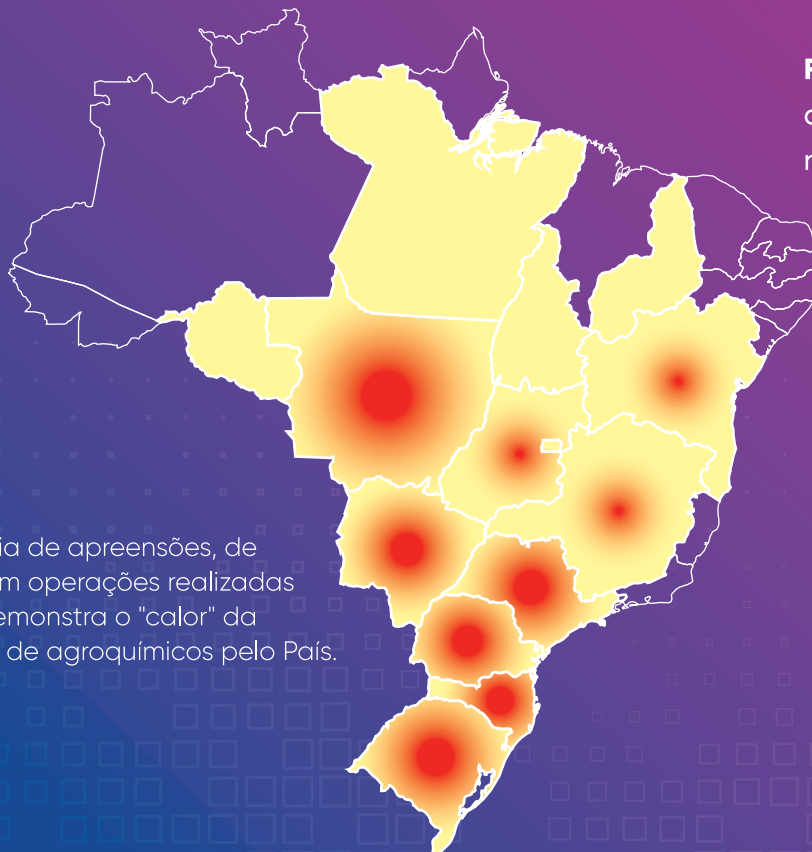 ia de apreensões, de
m operações realizadas
emonstra o "calor" da
de agroquímicos pelo País.